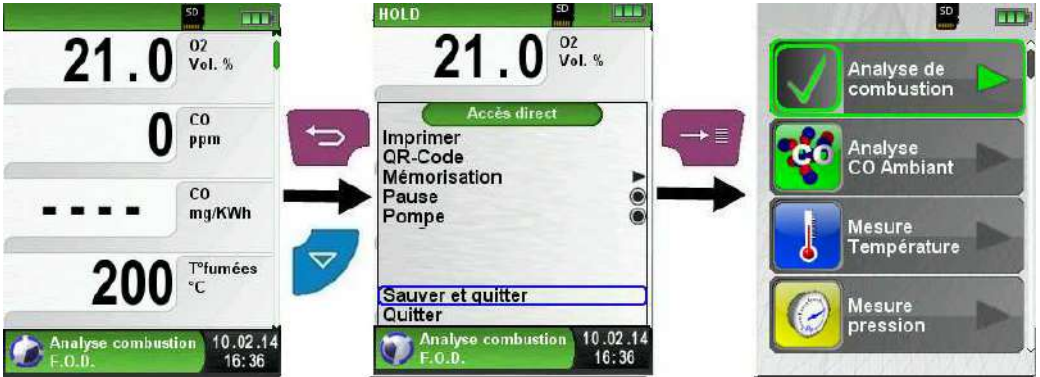 SD
21.0 O2 Vol. %
0 CO ppm
---- CO mg/KWh
200 T°fumées °C
Analyse combustion 10.02.14
F.O.D. 16:36
HOLD SD
21.0 O2 Vol. %
Accès direct
Imprimer
QR-Code
Mémorisation
Pause
Pompe
Sauver et quitter
Quitter
Analyse combustion 10.02.14
F.O.D. 16:36
SD
Analyse de
combustion
CO
Analyse
CO Ambiant
Mesure
Température
Mesure
pression